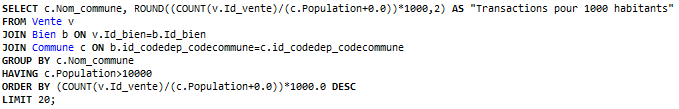 SELECT c.Nom_commune, ROUND((COUNT(v.Id_vente)/(c.Population+0.0))*1000,2) AS "Transactions pour 1000 habitants"
FROM Vente v
JOIN Bien b ON v.Id_bien=b.Id_bien
JOIN Commune c ON b.id_codedep_codecommune=c.id_codedep_codecommune
GROUP BY c.Nom_commune
HAVING c.Population>10000
ORDER BY (COUNT(v.Id_vente)/(c.Population+0.0))*1000.0 DESC
LIMIT 20;